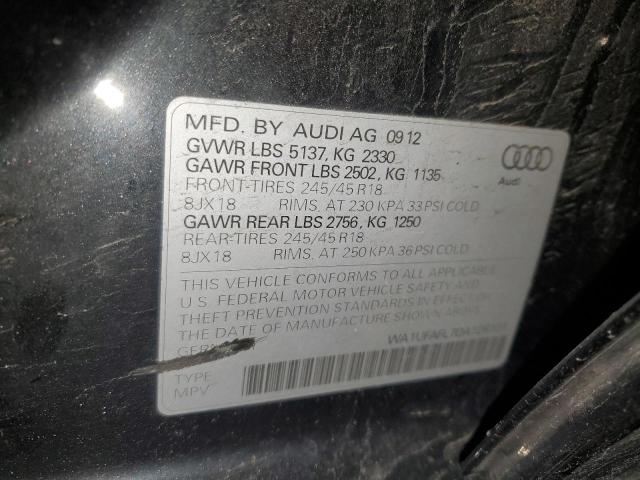 MFD. BY AUDI AG 09 12
GVWR LBS 5137, KG 2330
GAWR FRONT LBS 2502, KG 1135
FRONT-TIRES 245/45 R18
8JX18 RIMS, AT 230 KPA 33 PSI COLD
GAWR REAR LBS 2756, KG 1250
REAR-TIRES 245/45 R18
8JX18 RIMS, AT 250 KPA 36 PSI COLD
Audi
THIS VEHICLE CONFORMS TO ALL APPLICABLE
U.S. FEDERAL MOTOR VEHICLE SAFETY AND
THEFT PREVENTION STANDARDS IN EFFECT ON
THE DATE OF MANUFACTURE SHOWN ABOVE.
TYPE
MPV